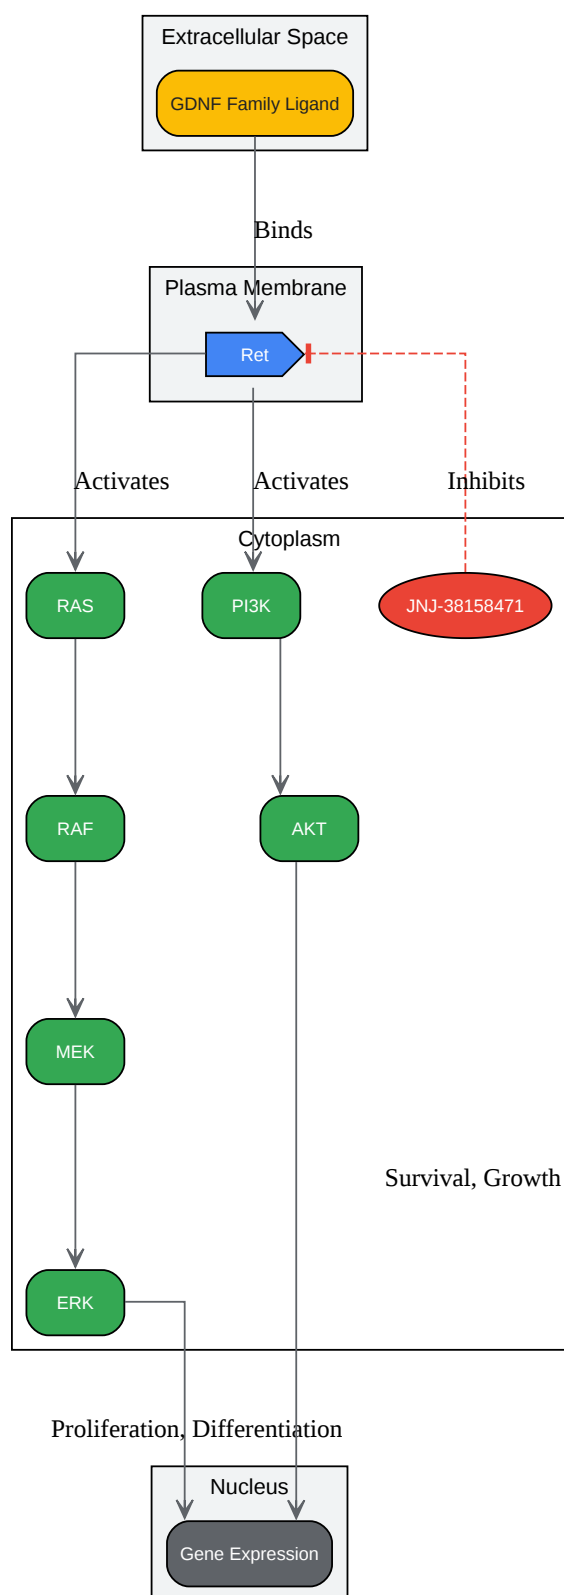 Extracellular Space
GDNF Family Ligand
Binds
Plasma Membrane
Ret
Activates
Activates
Inhibits
Cytoplasm
RAS
PI3K
JNJ-38158471
RAF
AKT
MEK
Survival, Growth
ERK
Proliferation, Differentiation
Nucleus
Gene Expression